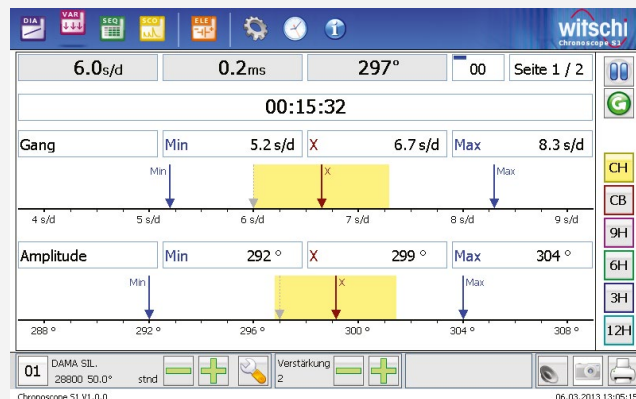 DIA VAR SEQ SCO ELE
witschi
Chronoscope S1
6.0s/d 0.2ms 297° 00 Seite 1 / 2
00:15:32
Gang Min 5.2 s/d X 6.7 s/d Max 8.3 s/d
Min X Max
4 s/d 5 s/d 6 s/d 7 s/d 8 s/d 9 s/d
Amplitude Min 292 ° X 299 ° Max 304 °
Min X Max
288 ° 292 ° 296 ° 300 ° 304 ° 308 °
CH
CB
9H
6H
3H
12H
01 DAMA SIL. Verstärkung
28800 50.0° stnd 2
Chronoscope S1 V1.0.0 06.03.2013 13:05:15